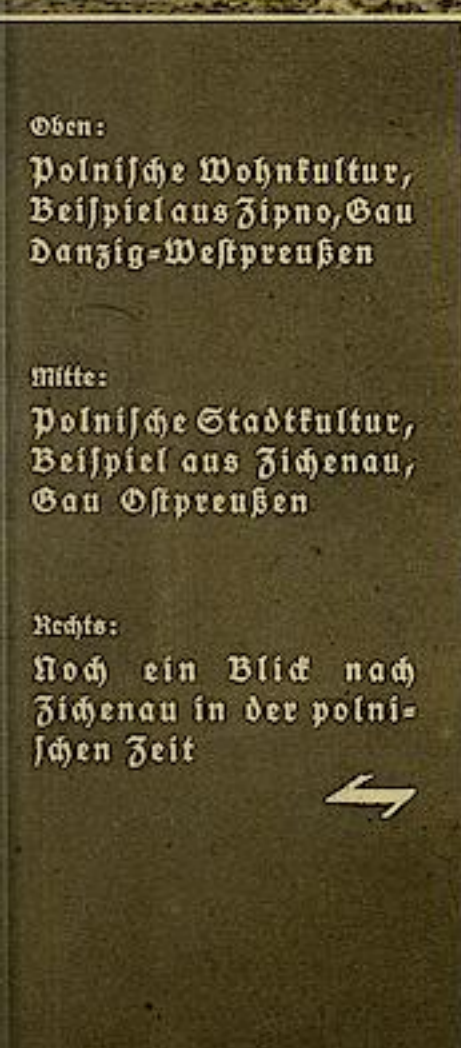 Oben:
Polniſche Wohnkultur,
Beiſpiel aus Zipno, Gau
Danzig-Weſtpreußen
Mitte:
Polniſche Stadtkultur,
Beiſpiel aus Zichenau,
Gau Oſtpreußen
Rechts:
Noch ein Blick nach
Zichenau in der polni-
ſchen Zeit